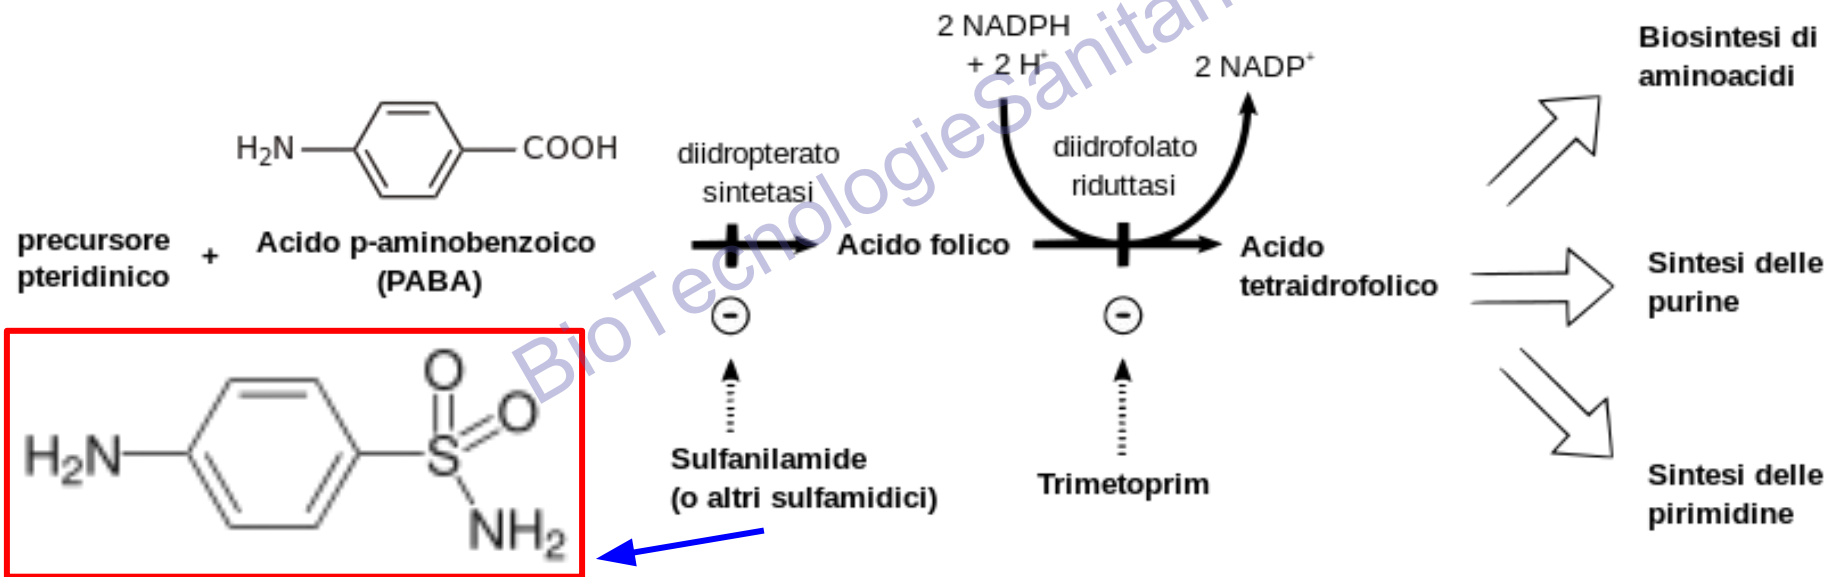 2 NADPH
+ 2 H+
2 NADP+
Biosintesi di
aminoacidi
H2N
COOH
diidropterato
sintetasi
diidrofolato
riduttasi
precursore
pteridinico
+
Acido p-aminobenzoico
(PABA)
Acido folico
Acido
tetraidrofolico
Sintesi delle
purine
-
-
H2N
O
O
S
NH2
Sulfanilamide
(o altri sulfamidici)
Trimetoprim
Sintesi delle
pirimidine